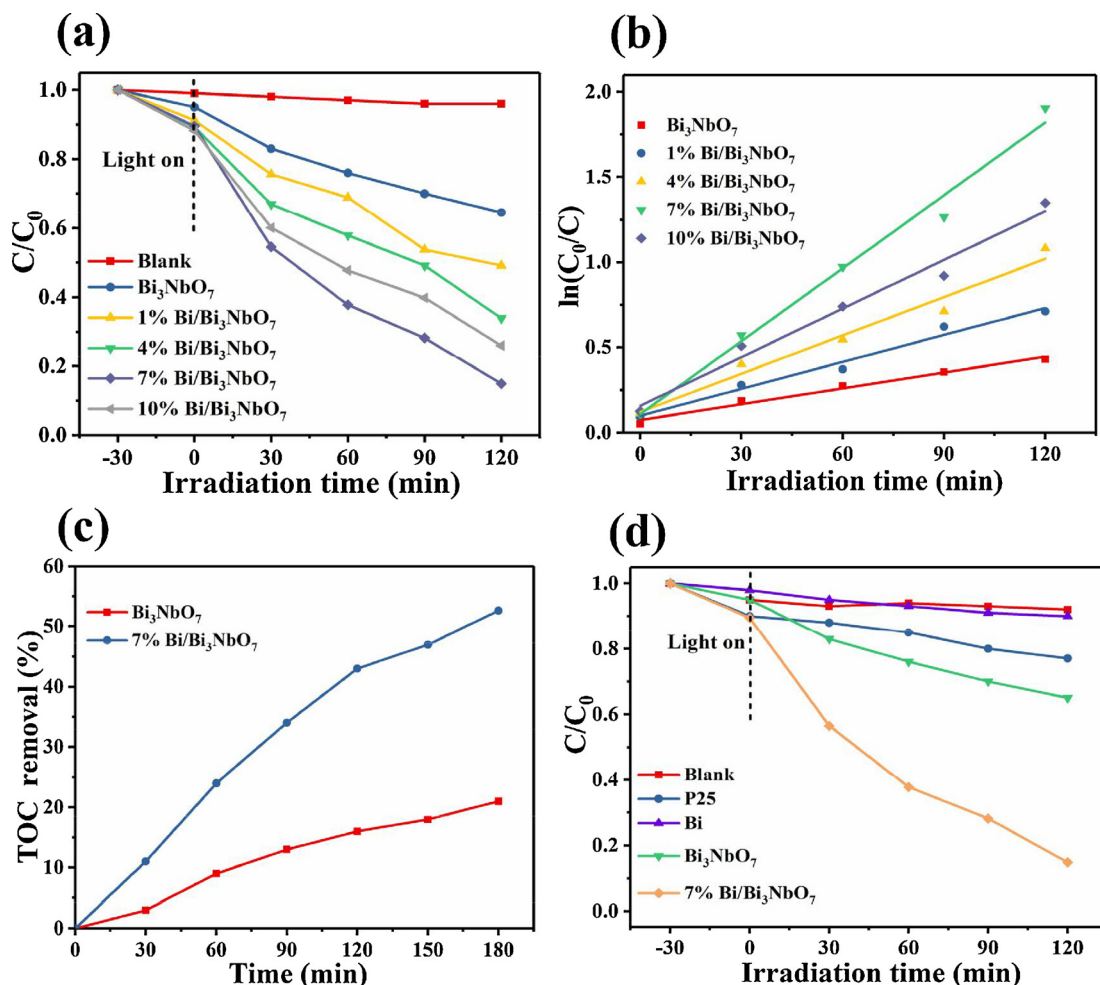 (a)
1.0
0.8
0.6
0.4
0.2
0.0
C/C₀
Light on
Blank
Bi₃NbO₇
1% Bi/Bi₃NbO₇
4% Bi/Bi₃NbO₇
7% Bi/Bi₃NbO₇
10% Bi/Bi₃NbO₇
-30 0 30 60 90 120
Irradiation time (min)
(b)
2.0
1.5
1.0
0.5
0.0
ln(C₀/C)
Bi₃NbO₇
1% Bi/Bi₃NbO₇
4% Bi/Bi₃NbO₇
7% Bi/Bi₃NbO₇
10% Bi/Bi₃NbO₇
0 30 60 90 120
Irradiation time (min)
(c)
60
50
40
30
20
10
0
TOC removal (%)
Bi₃NbO₇
7% Bi/Bi₃NbO₇
0 30 60 90 120 150 180
Time (min)
(d)
1.0
0.8
0.6
0.4
0.2
0.0
C/C₀
Light on
Blank
P25
Bi
Bi₃NbO₇
7% Bi/Bi₃NbO₇
-30 0 30 60 90 120
Irradiation time (min)